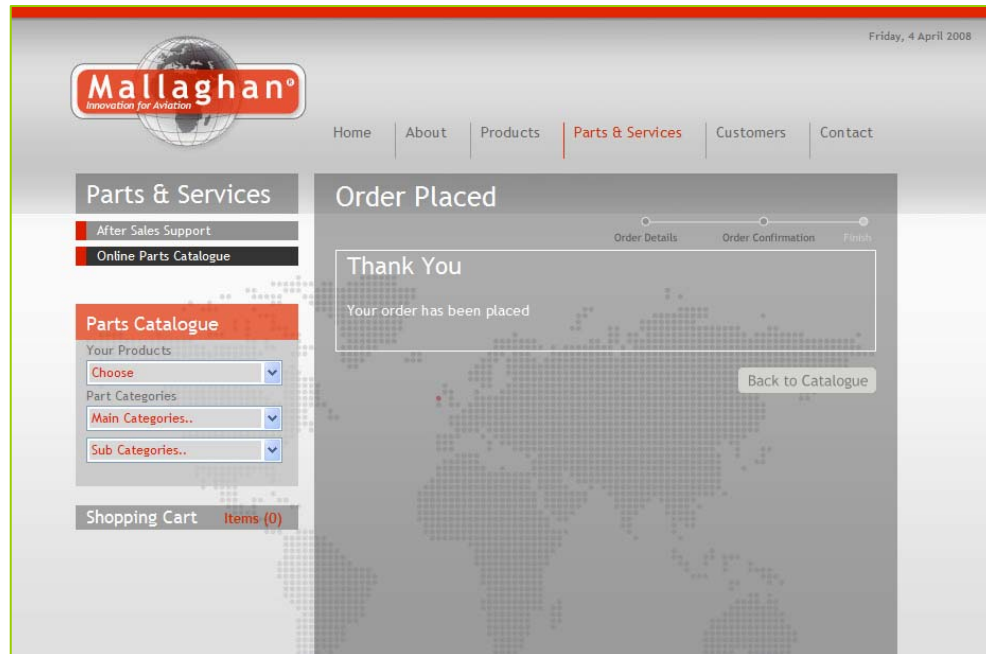 Friday, 4 April 2008
Mallaghan®
Innovation for Aviation
Home About Products Parts & Services Customers Contact
Parts & Services
After Sales Support
Online Parts Catalogue
Parts Catalogue
Your Products
Choose
Part Categories
Main Categories..
Sub Categories..
Shopping Cart Items (0)
Order Placed
Order Details Order Confirmation Finish
Thank You
Your order has been placed
Back to Catalogue